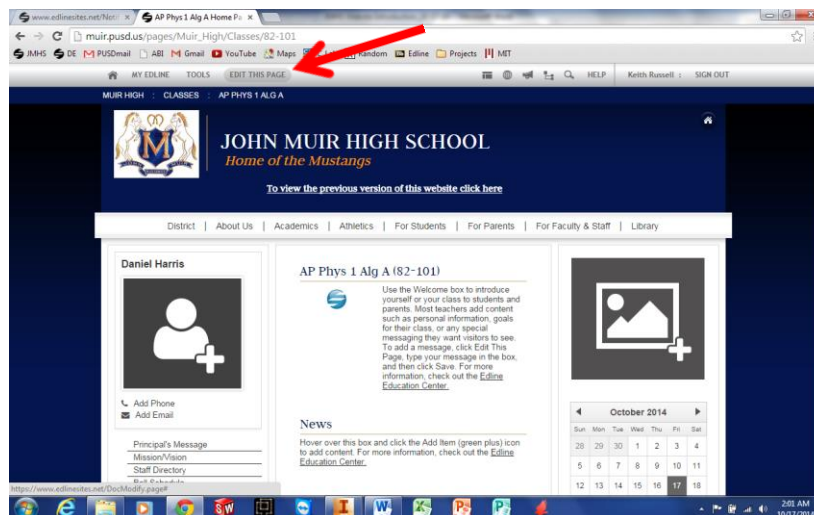 www.edlinesites.net/Not
AP Phys 1 Alg A Home Pa
muir.pusd.us/pages/Muir_High/Classes/82-101
JMHS DE PUSDmail ABI Gmail YouTube Maps Random Edline Projects MIT
MY EDLINE TOOLS EDIT THIS PAGE HELP Keith Russell : SIGN OUT
MUIR HIGH : CLASSES : AP PHYS 1 ALG A
M
JOHN MUIR HIGH SCHOOL
Home of the Mustangs
To view the previous version of this website click here
District | About Us | Academics | Athletics | For Students | For Parents | For Faculty & Staff | Library
Daniel Harris
Add Phone
Add Email
Principal's Message
Mission/Vision
Staff Directory
Bell Schedule
AP Phys 1 Alg A (82-101)
Use the Welcome box to introduce
yourself or your class to students and
parents. Most teachers add content
such as personal information, goals
for their class, or any special
messaging they want visitors to see.
To add a message, click Edit This
Page, type your message in the box,
and then click Save. For more
information, check out the Edline
Education Center.
News
Hover over this box and click the Add Item (green plus) icon
to add content. For more information, check out the Edline
Education Center.
October 2014
Sun Mon Tue Wed Thu Fri Sat
28 29 30 1 2 3 4
5 6 7 8 9 10 11
12 13 14 15 16 17 18
https://www.edlinesites.net/DocModify.page#
2:01 AM
10/17/2014